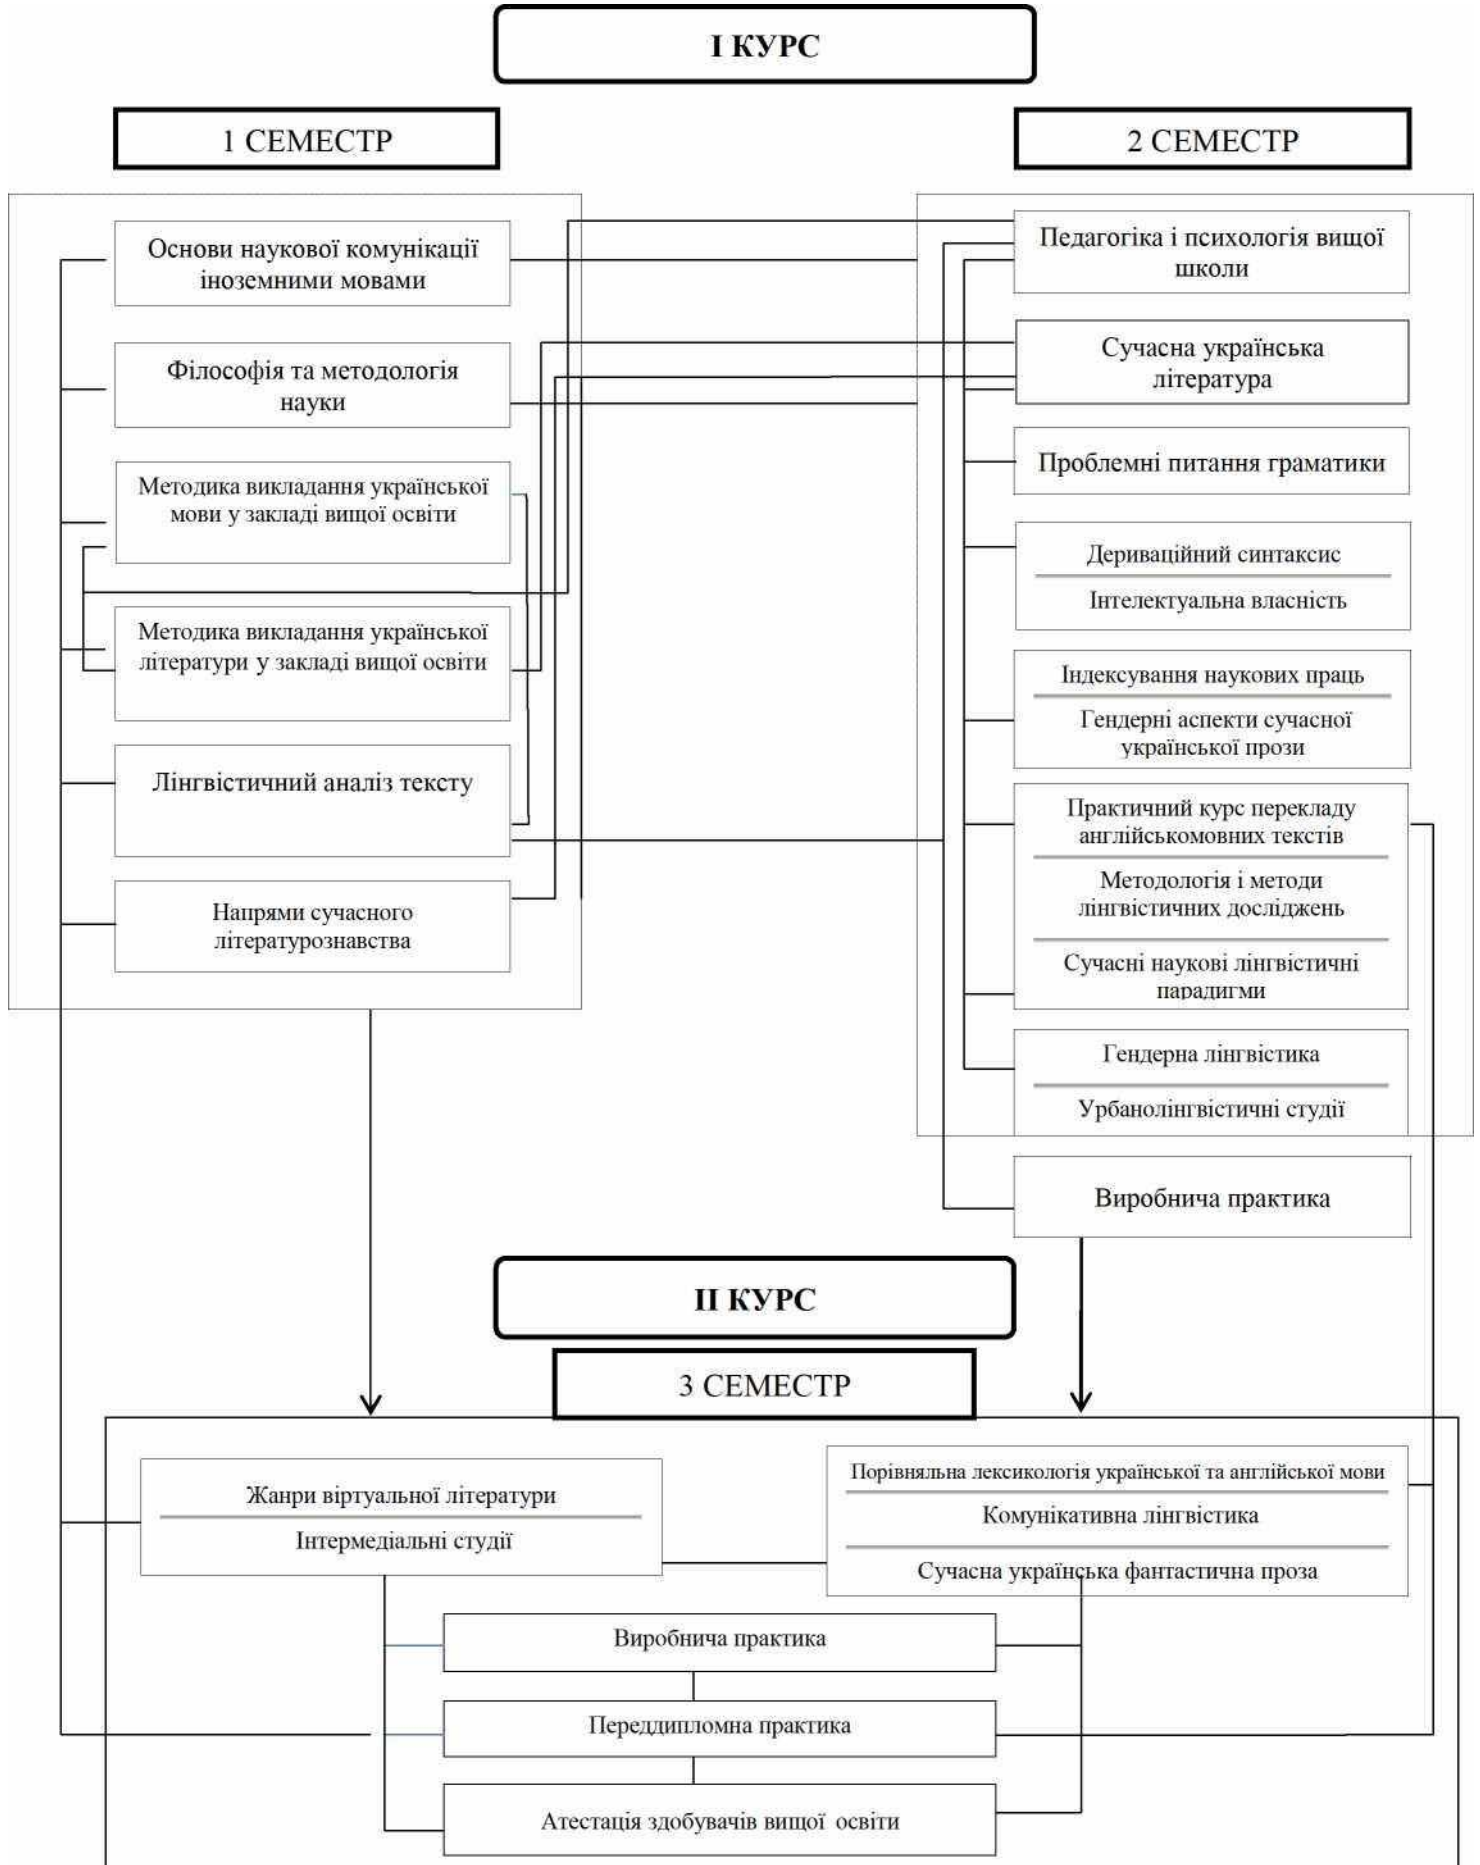 І КУРС
1 СЕМЕСТР
2 СЕМЕСТР
Основи наукової комунікації
іноземними мовами
Філософія та методологія
науки
Методика викладання української
мови у закладі вищої освіти
Методика викладання української
літератури у закладі вищої освіти
Лінгвістичний аналіз тексту
Напрями сучасного
літературознавства
Педагогіка і психологія вищої
школи
Сучасна українська
література
Проблемні питання граматики
Дериваційний синтаксис
Інтелектуальна власність
Індексування наукових праць
Гендерні аспекти сучасної
української прози
Практичний курс перекладу
англійськомовних текстів
Методологія і методи
лінгвістичних досліджень
Сучасні наукові лінгвістичні
парадигми
Гендерна лінгвістика
Урбанолінгвістичні студії
Виробнича практика
ІІ КУРС
3 СЕМЕСТР
Жанри віртуальної літератури
Інтермедіальні студії
Порівняльна лексикологія української та англійської мови
Комунікативна лінгвістика
Сучасна українська фантастична проза
Виробнича практика
Переддипломна практика
Атестація здобувачів вищої освіти